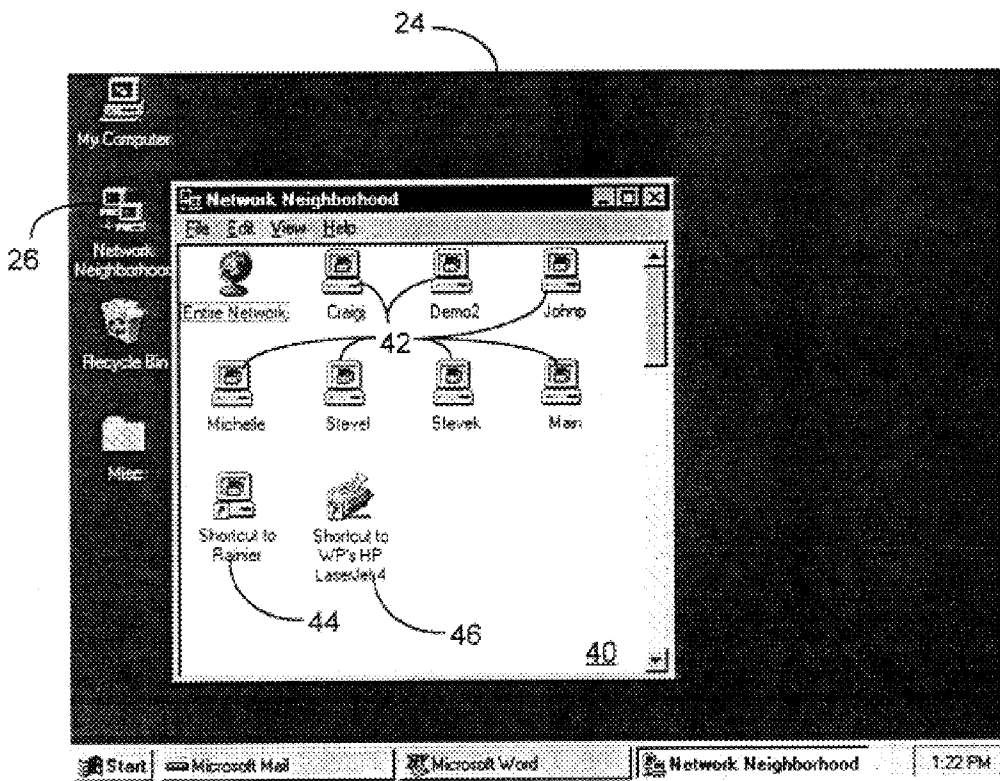 24
My Computer
26
Network
Neighborhood
Recycle Bin
Misc
Network Neighborhood
File Edit View Help
Entire Network
Craigs
Demo2
Johnp
42
Michelle
Stevel
Stevek
Shortcut to
Rainier
Shortcut to
WP's HP
LaserJet 4
44
46
40
Start
Microsoft Mail
Microsoft Word
Network Neighborhood
1:22 PM